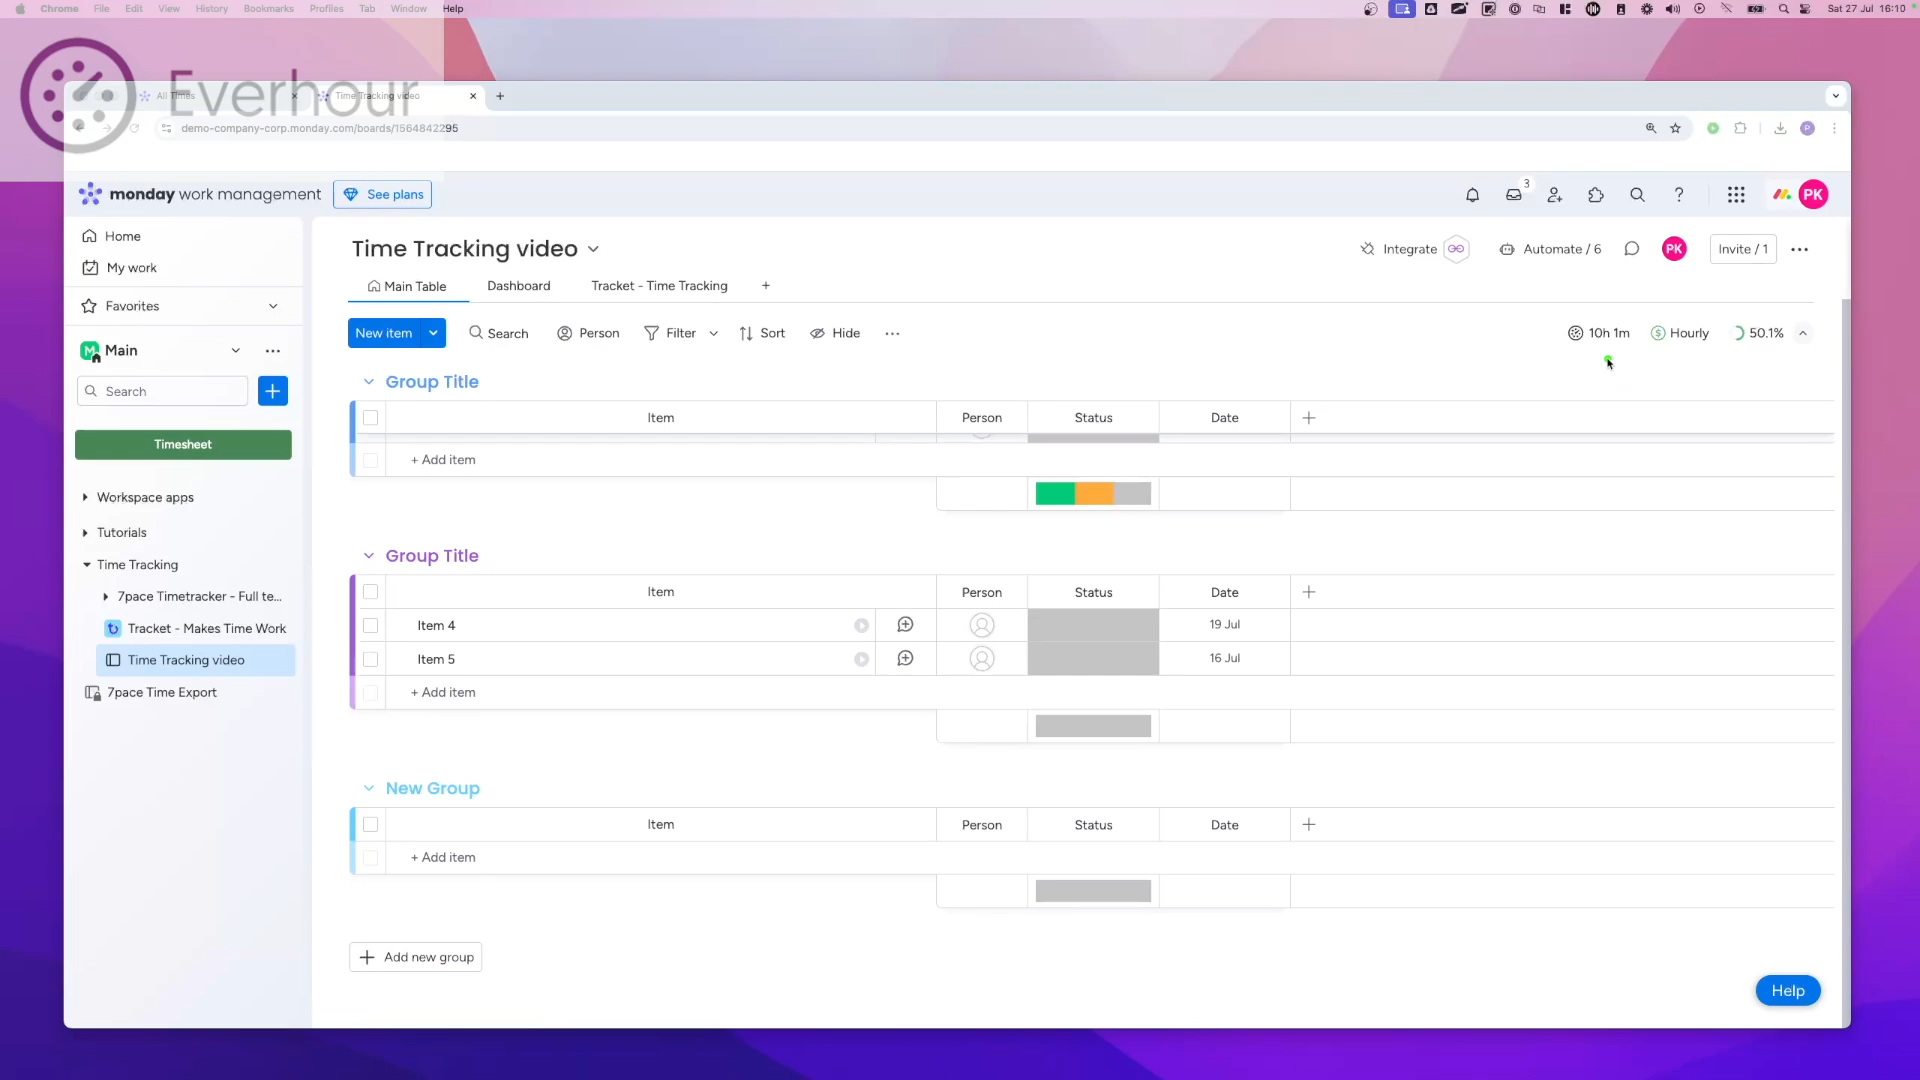 Chrome File Edit View History Bookmarks Profiles Tab Window Help
Sat 27 Jul 16:10
Everhour
All Times
Time Tracking video
demo-company-corp.monday.com/boards/1564842295
monday work management
See plans
3
PK
Home
My work
Favorites
M Main
Search
Timesheet
Workspace apps
Tutorials
Time Tracking
7pace Timetracker - Full te...
Tracket - Makes Time Work
Time Tracking video
7pace Time Export
Time Tracking video
Integrate
Automate / 6
PK
Invite / 1
Main Table
Dashboard
Tracket - Time Tracking
New item
Search
Person
Filter
Sort
Hide
10h 1m
Hourly
50.1%
Group Title
Item Person Status Date
+ Add item
Group Title
Item Person Status Date
Item 4 19 Jul
Item 5 16 Jul
+ Add item
New Group
Item Person Status Date
+ Add item
Add new group
Help